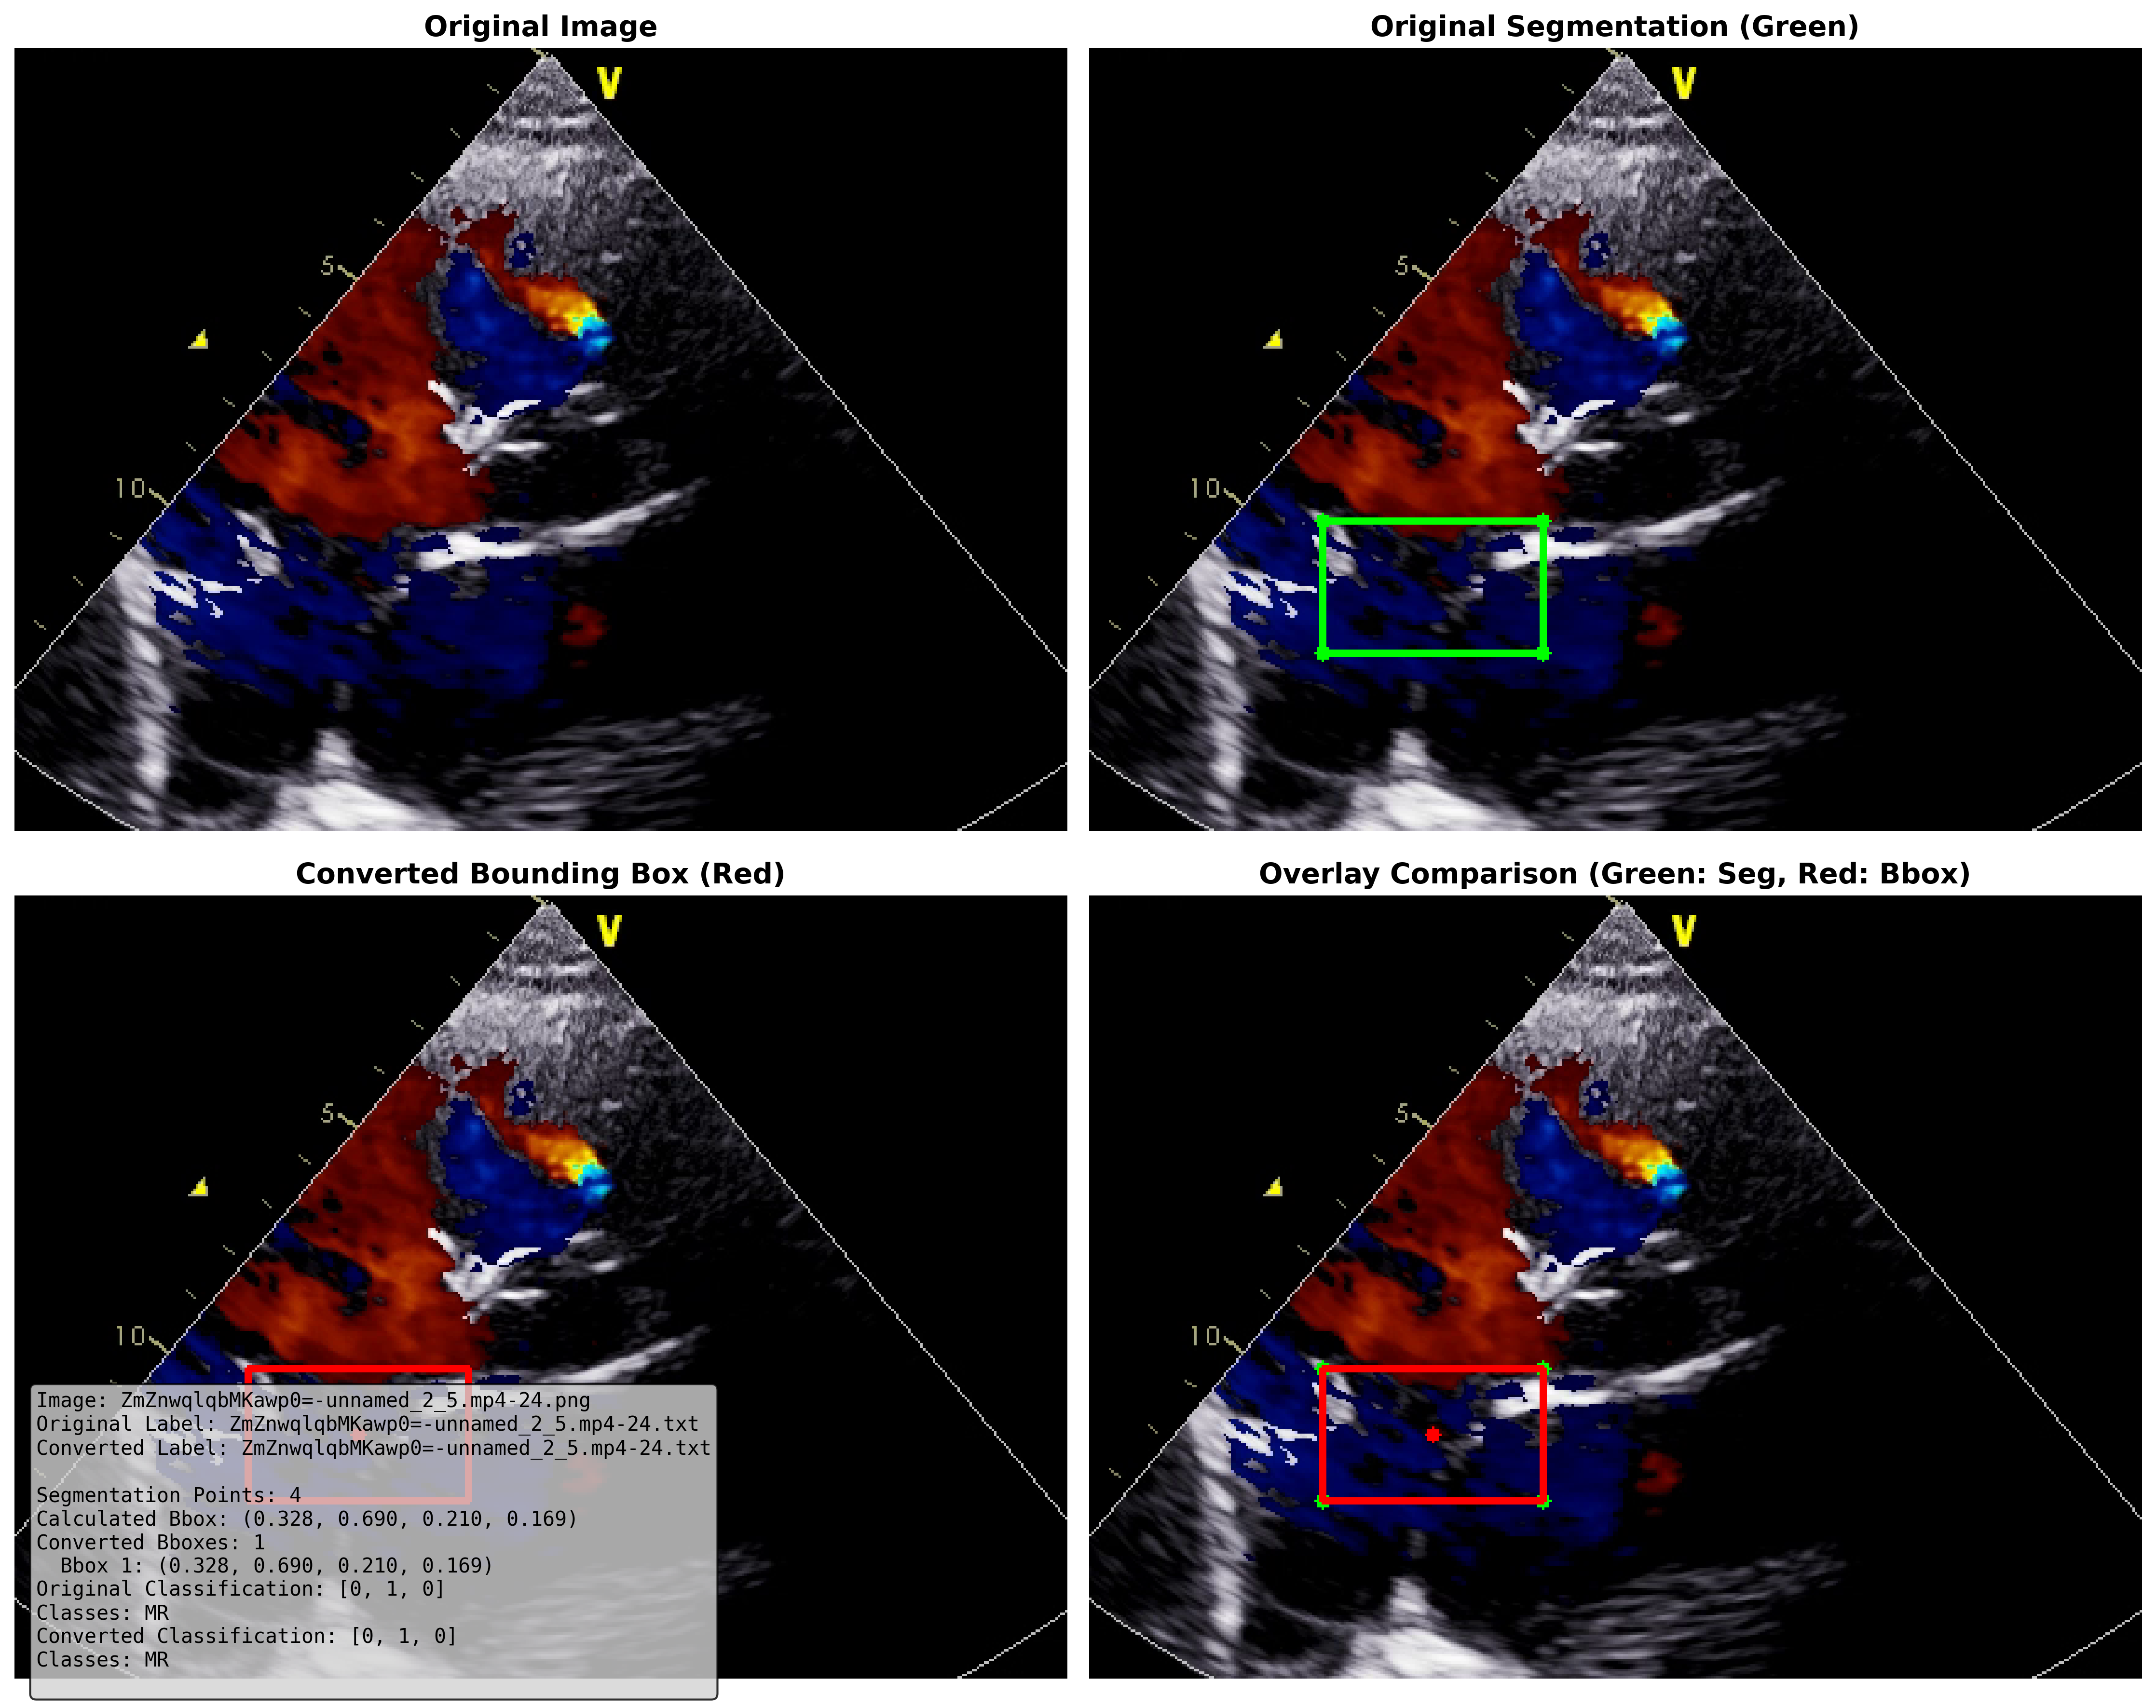 Original Image
Original Segmentation (Green)
V
V
5
5
10
10
Converted Bounding Box (Red)
Overlay Comparison (Green: Seg, Red: Bbox)
V
V
5
5
10
10
Image: ZmZnwqlqbMKawp0=-unnamed_2_5.mp4-24.png
Original Label: ZmZnwqlqbMKawp0=-unnamed_2_5.mp4-24.txt
Converted Label: ZmZnwqlqbMKawp0=-unnamed_2_5.mp4-24.txt
Segmentation Points: 4
Calculated Bbox: (0.328, 0.690, 0.210, 0.169)
Converted Bboxes: 1
Bbox 1: (0.328, 0.690, 0.210, 0.169)
Original Classification: [0, 1, 0]
Classes: MR
Converted Classification: [0, 1, 0]
Classes: MR